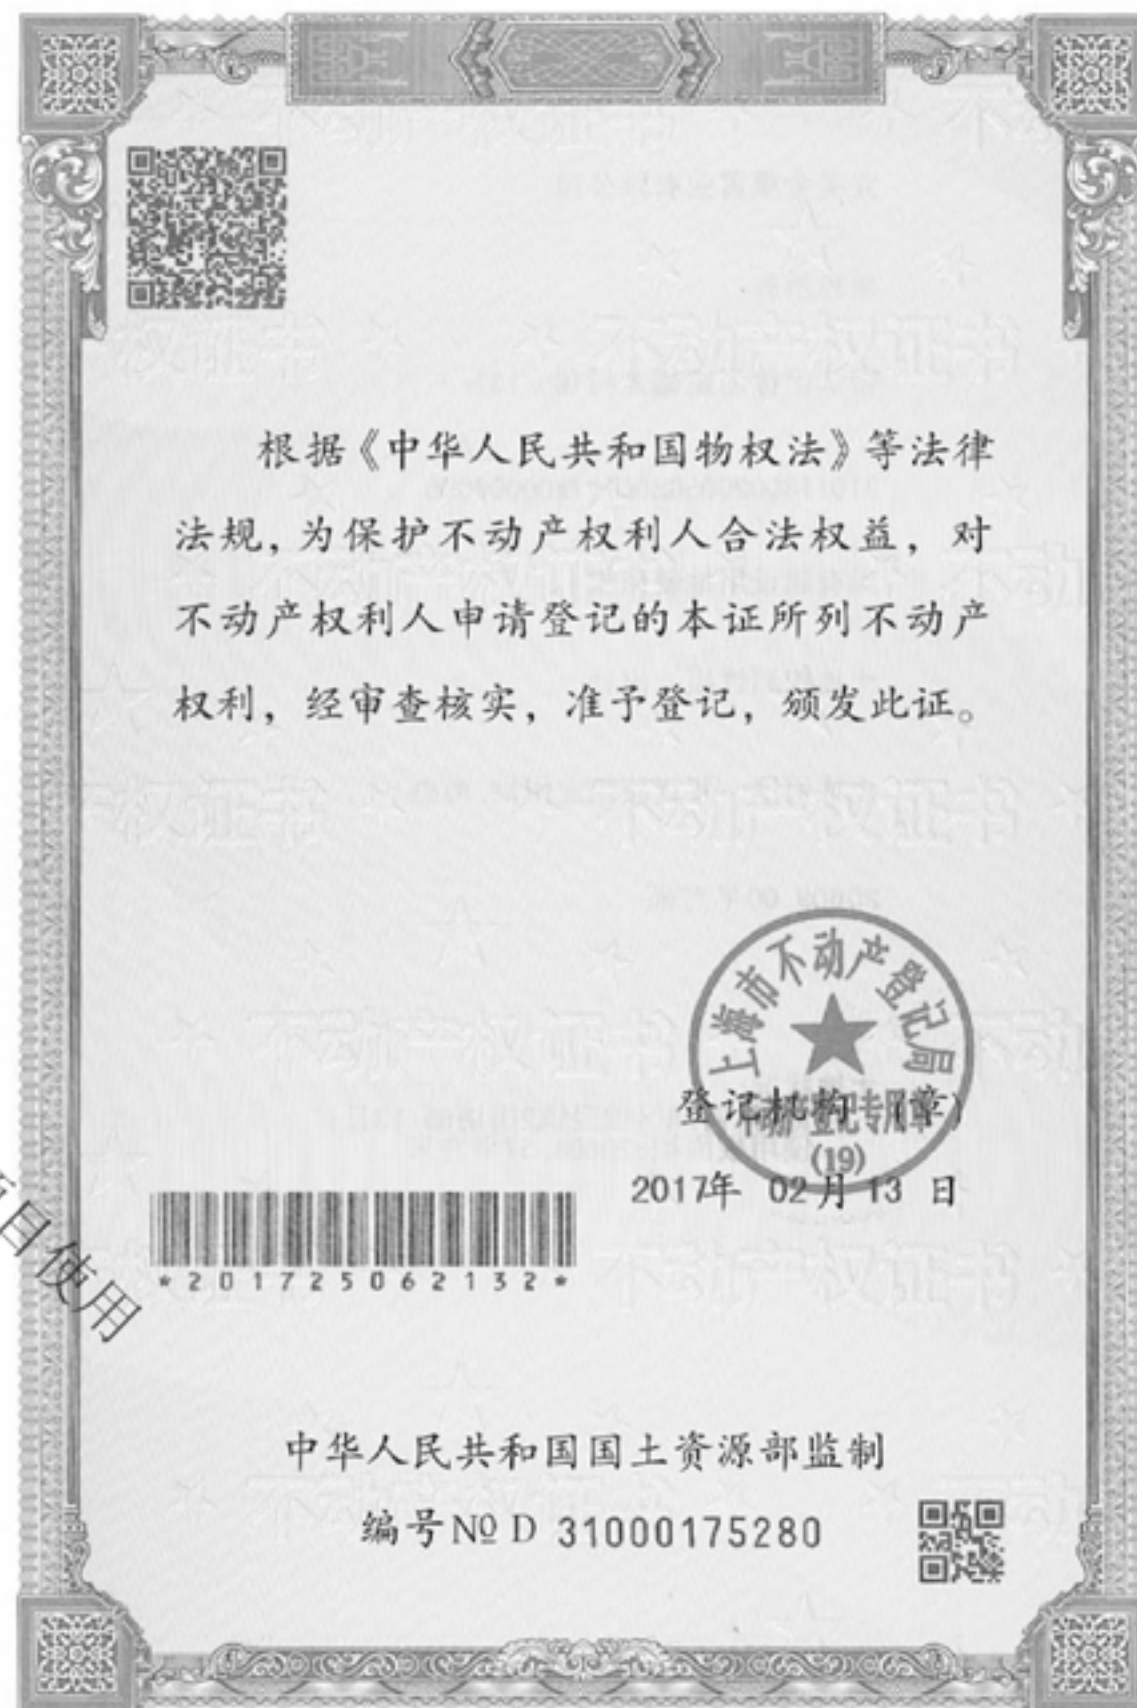 根据《中华人民共和国物权法》等法律
法规，为保护不动产权利人合法权益，对
不动产权利人申请登记的本证所列不动产
权利，经审查核实，准予登记，颁发此证。
上海市不动产登记局
登记机构（章）
不动产登记专用章
(19)
2017年 02月 13 日
*201725062132*
使用
中华人民共和国国土资源部监制
编号 № D 31000175280